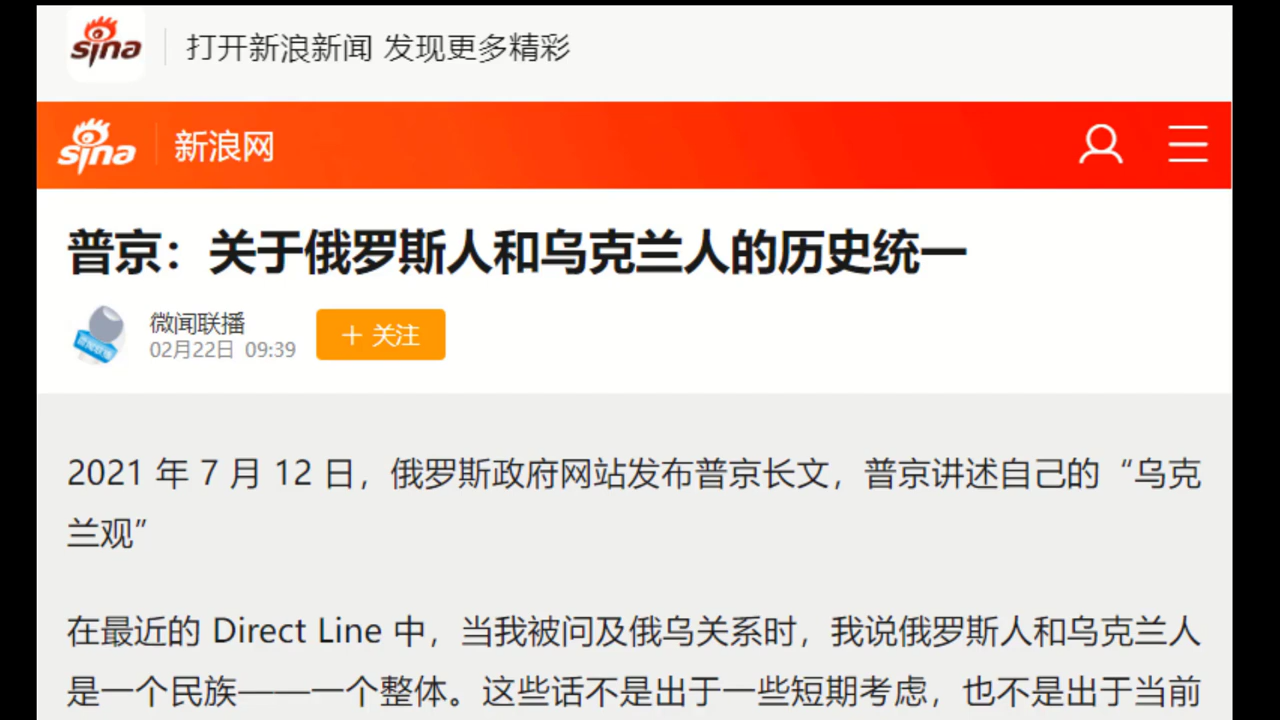 sina
打开新浪新闻 发现更多精彩
sina
新浪网
普京：关于俄罗斯人和乌克兰人的历史统一
微闻联播
02月22日 09:39
＋ 关注
2021 年 7 月 12 日，俄罗斯政府网站发布普京长文，普京讲述自己的“乌克
兰观”
在最近的 Direct Line 中，当我被问及俄乌关系时，我说俄罗斯人和乌克兰人
是一个民族——一个整体。这些话不是出于一些短期考虑，也不是出于当前